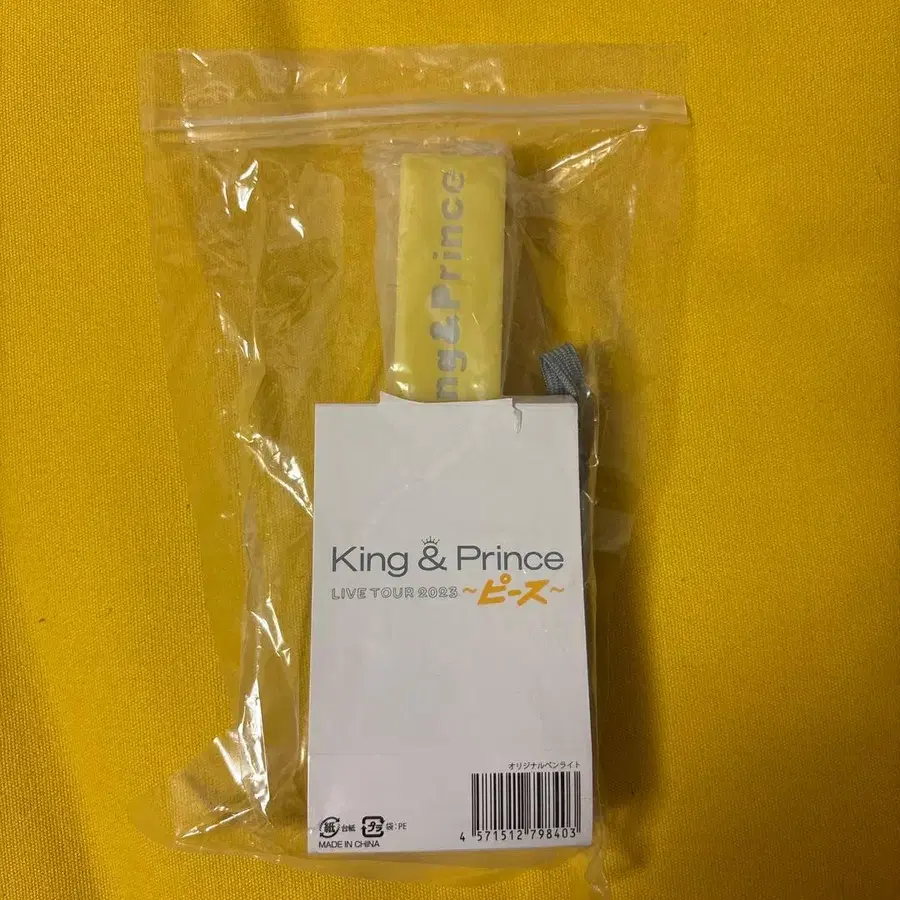 ng&Prince
King & Prince
LIVE TOUR 2023 ~ピース~
オリジナルペンライト
紙 台紙 プラ 袋:PE
MADE IN CHINA
4 571512 798403